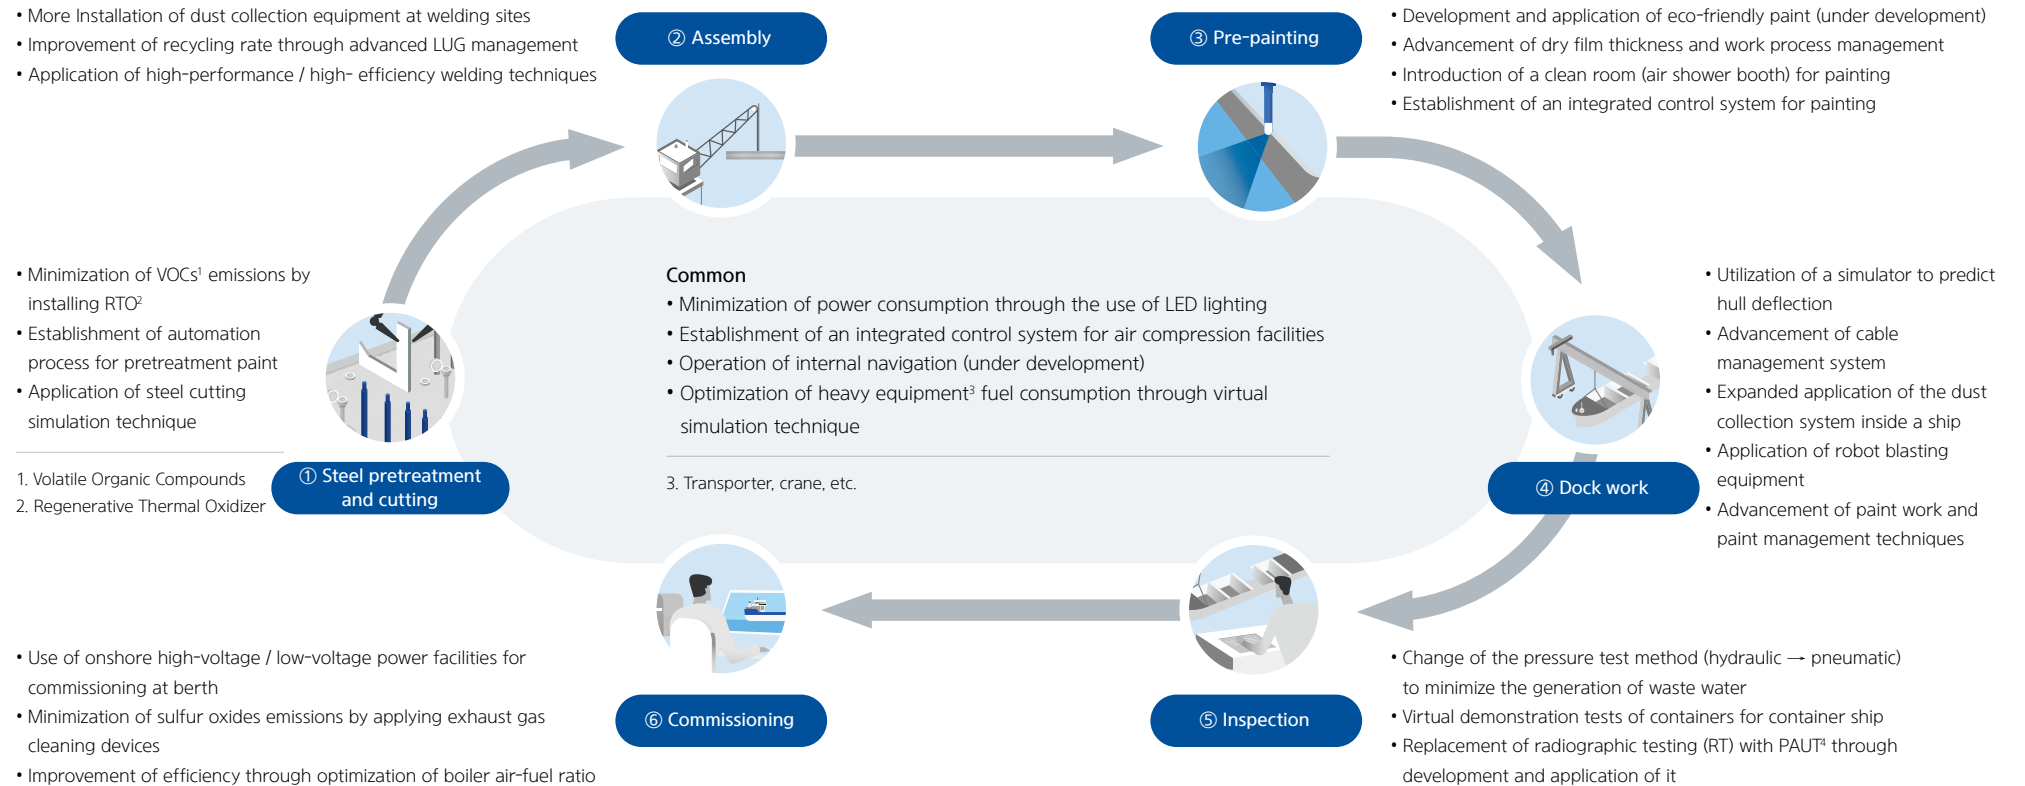 • More Installation of dust collection equipment at welding sites
• Improvement of recycling rate through advanced LUG management
• Application of high-performance / high- efficiency welding techniques
② Assembly
③ Pre-painting
• Development and application of eco-friendly paint (under development)
• Advancement of dry film thickness and work process management
• Introduction of a clean room (air shower booth) for painting
• Establishment of an integrated control system for painting
• Minimization of VOCs¹ emissions by
installing RTO²
• Establishment of automation
process for pretreatment paint
• Application of steel cutting
simulation technique
1. Volatile Organic Compounds
2. Regenerative Thermal Oxidizer
① Steel pretreatment
and cutting
Common
• Minimization of power consumption through the use of LED lighting
• Establishment of an integrated control system for air compression facilities
• Operation of internal navigation (under development)
• Optimization of heavy equipment³ fuel consumption through virtual
simulation technique
3. Transporter, crane, etc.
• Utilization of a simulator to predict
hull deflection
• Advancement of cable
management system
• Expanded application of the dust
collection system inside a ship
• Application of robot blasting
equipment
• Advancement of paint work and
paint management techniques
④ Dock work
• Use of onshore high-voltage / low-voltage power facilities for
commissioning at berth
• Minimization of sulfur oxides emissions by applying exhaust gas
cleaning devices
• Improvement of efficiency through optimization of boiler air-fuel ratio
⑥ Commissioning
⑤ Inspection
• Change of the pressure test method (hydraulic → pneumatic)
to minimize the generation of waste water
• Virtual demonstration tests of containers for container ship
• Replacement of radiographic testing (RT) with PAUT⁴ through
development and application of it